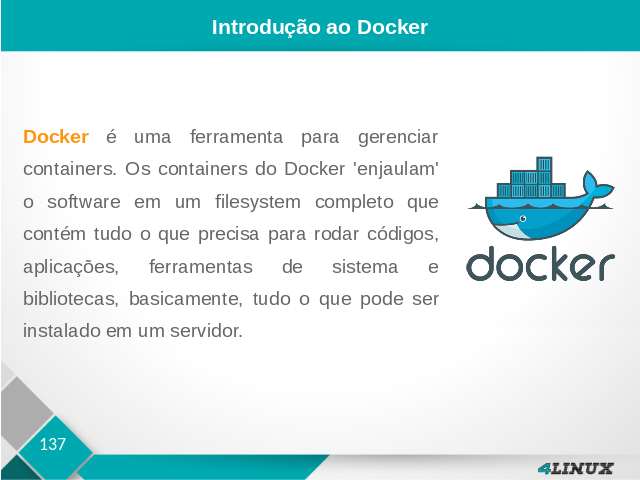 Introdução ao Docker
Docker é uma ferramenta para gerenciar
containers. Os containers do Docker 'enjaulam'
o software em um filesystem completo que
contém tudo o que precisa para rodar códigos,
aplicações, ferramentas de sistema e
bibliotecas, basicamente, tudo o que pode ser
instalado em um servidor.
docker
137
4LINUX